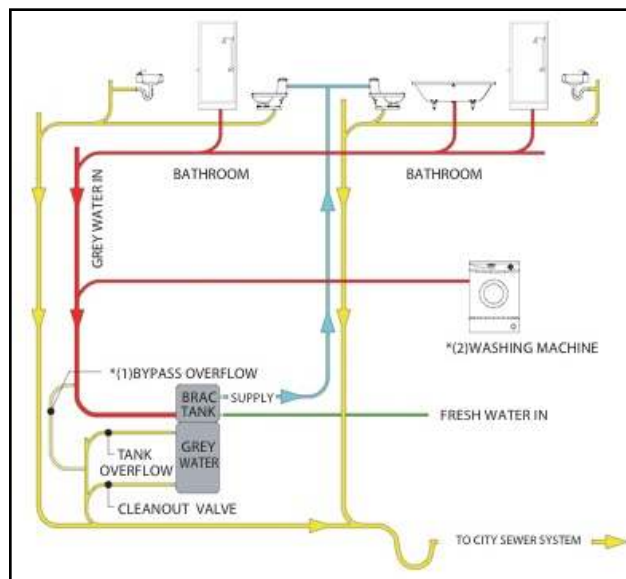 BATHROOM
BATHROOM
GREY WATER IN
*(2)WASHING MACHINE
*(1)BYPASS OVERFLOW
BRAC
TANK
SUPPLY
FRESH WATER IN
GREY
WATER
TANK
OVERFLOW
CLEANOUT VALVE
TO CITY SEWER SYSTEM